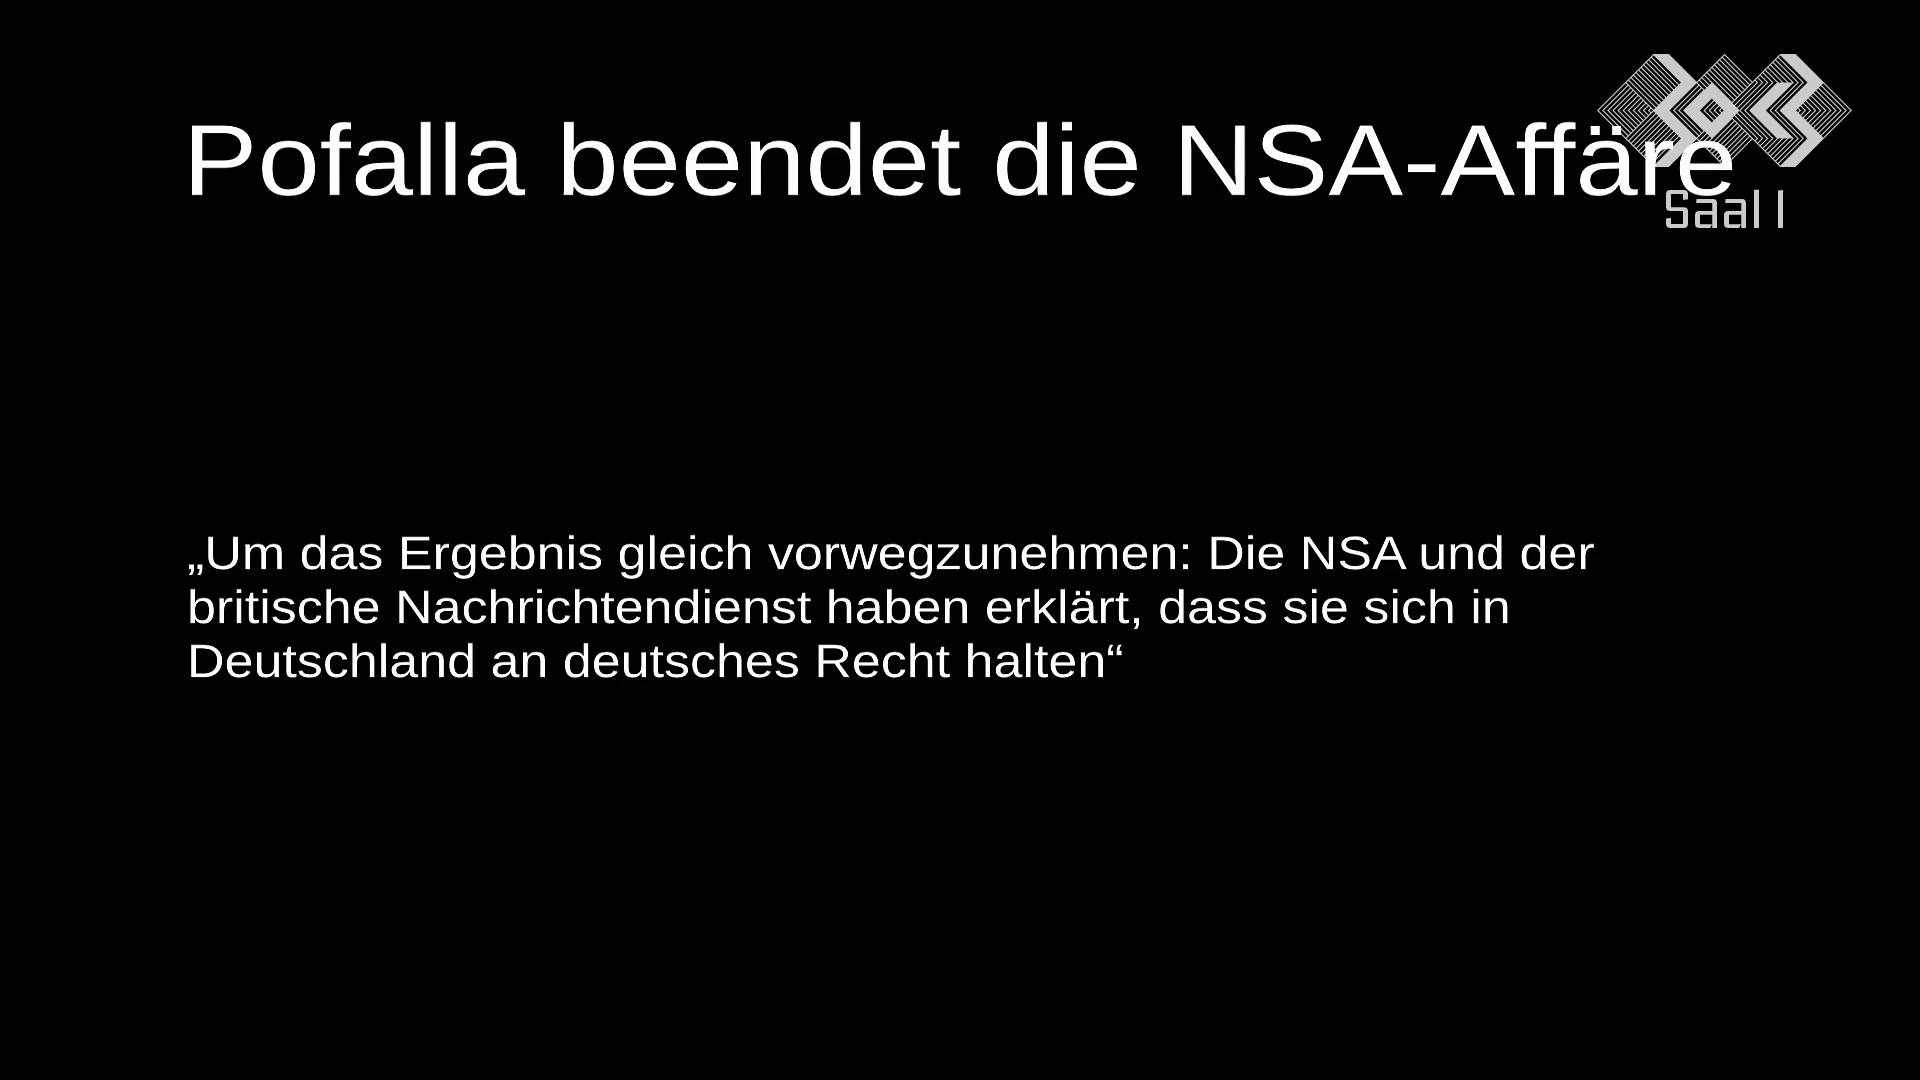 Pofalla beendet die NSA-Affäre
Saal 1
„Um das Ergebnis gleich vorwegzunehmen: Die NSA und der
britische Nachrichtendienst haben erklärt, dass sie sich in
Deutschland an deutsches Recht halten“